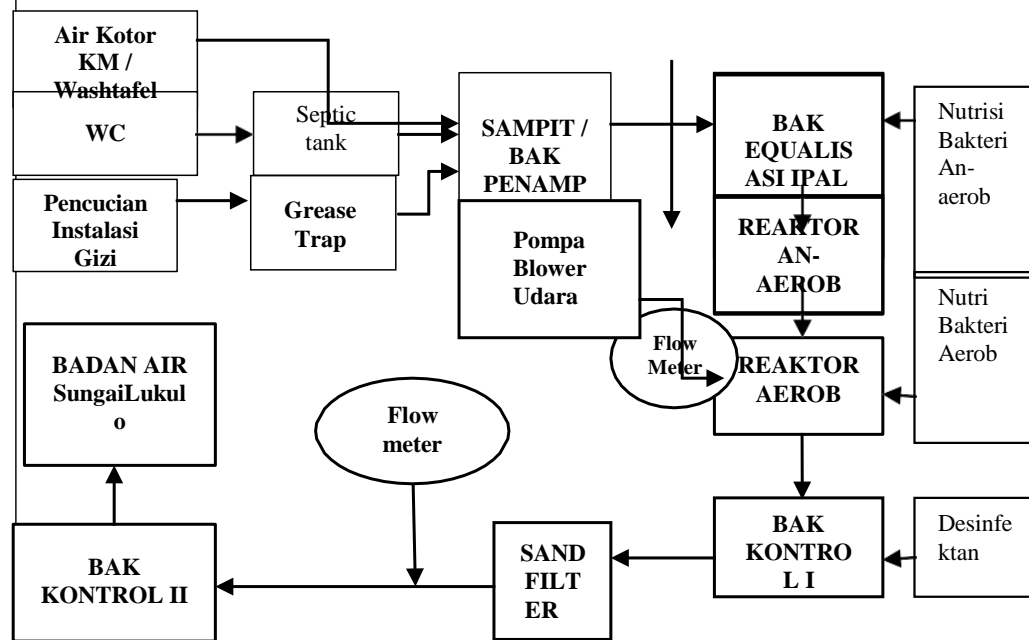 Air Kotor
KM /
Washtafel
WC
Septic
tank
Pencucian
Instalasi
Gizi
Grease
Trap
SAMPIT /
BAK
PENAMP
Pompa
Blower
Udara
BAK
EQUALIS
ASI IPAL
REAKTOR
AN-
AEROB
Nutrisi
Bakteri
An-
aerob
Flow
Meter
REAKTOR
AEROB
Nutri
Bakteri
Aerob
BADAN AIR
SungaiLukul
o
Flow
meter
BAK
KONTROL II
SAND
FILT
ER
BAK
KONTRO
L I
Desinfe
ktan